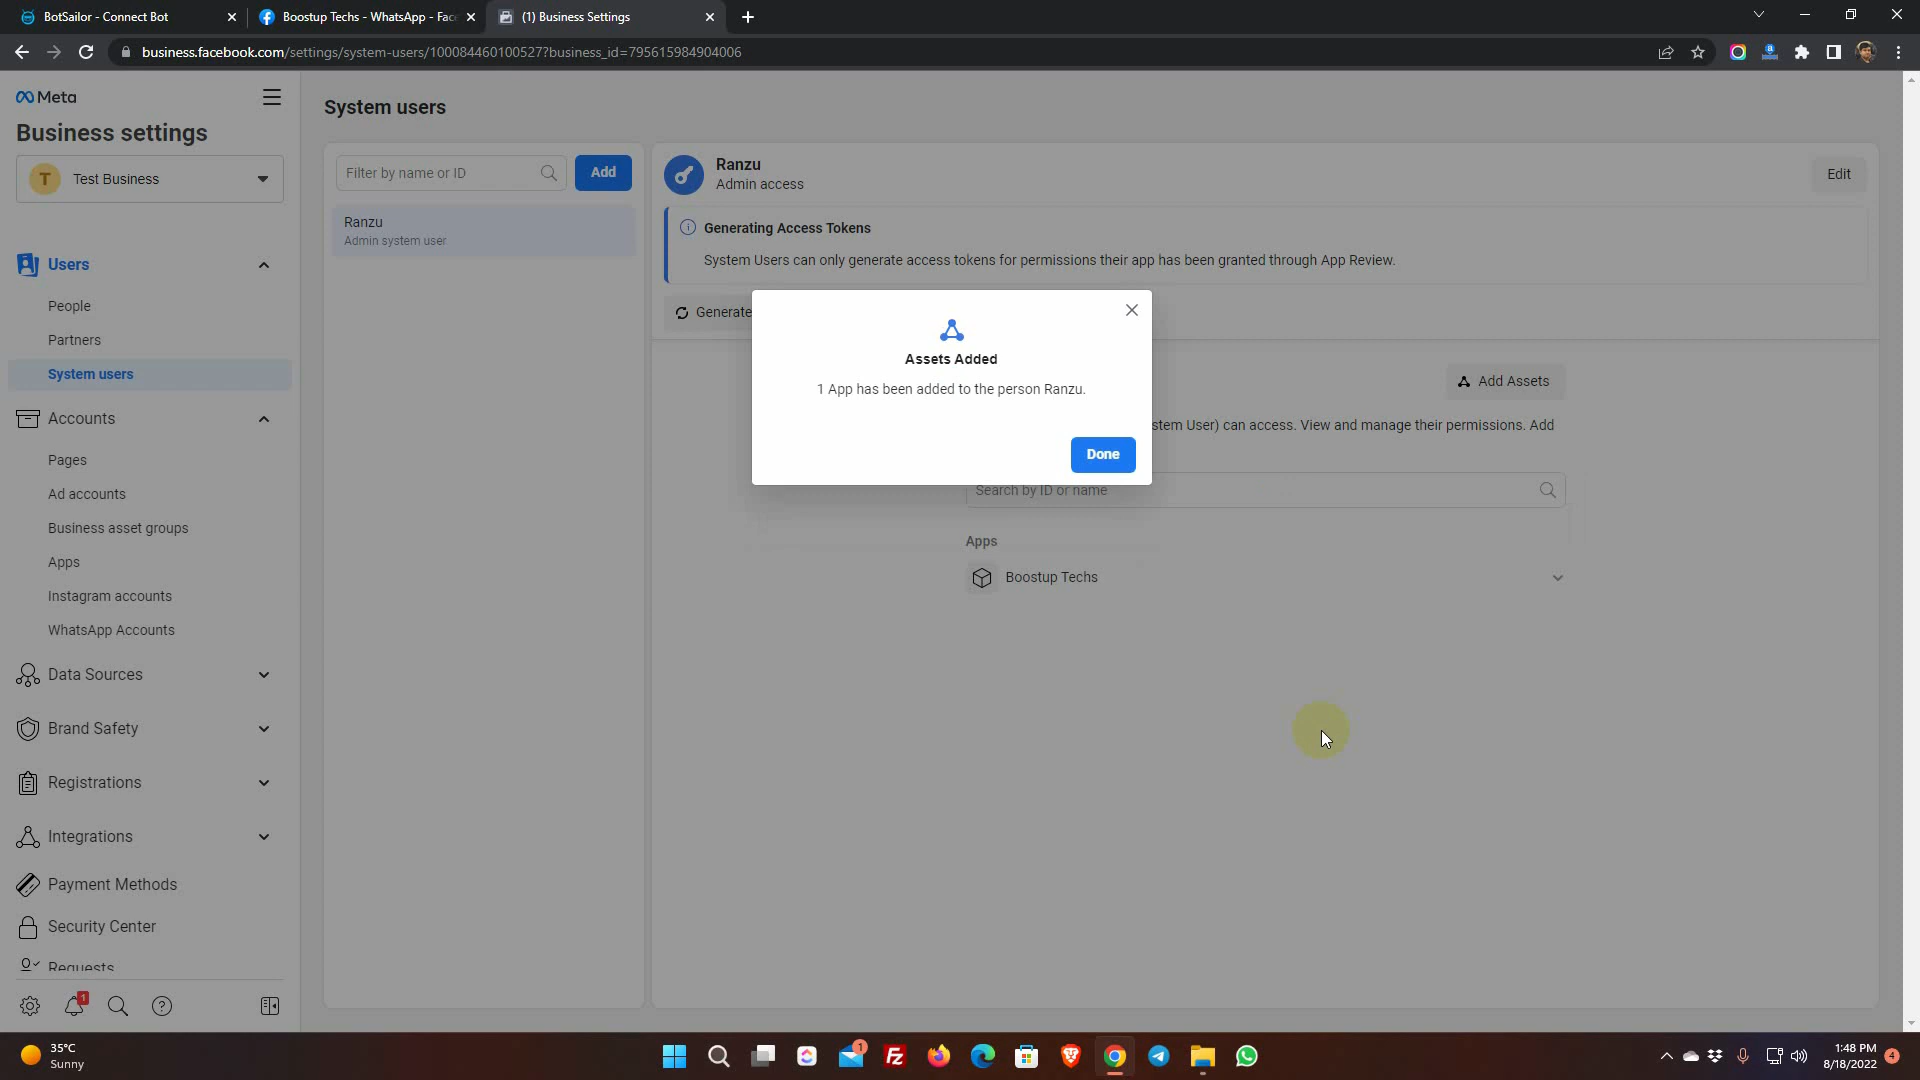 BotSailor - Connect Bot
Boostup Techs - WhatsApp - Fac
(1) Business Settings
business.facebook.com/settings/system-users/100084460100527?business_id=795615984904006
Meta
Business settings
T Test Business
Users
People
Partners
System users
Accounts
Pages
Ad accounts
Business asset groups
Apps
Instagram accounts
WhatsApp Accounts
Data Sources
Brand Safety
Registrations
Integrations
Payment Methods
Security Center
Requests
1
System users
Filter by name or ID
Add
Ranzu
Admin system user
Ranzu
Admin access
Edit
Generating Access Tokens
System Users can only generate access tokens for permissions their app has been granted through App Review.
Generate
Assets Added
1 App has been added to the person Ranzu.
Done
Add Assets
stem User) can access. View and manage their permissions. Add
Search by ID or name
Apps
Boostup Techs
35°C
Sunny
1
1:48 PM
8/18/2022
4